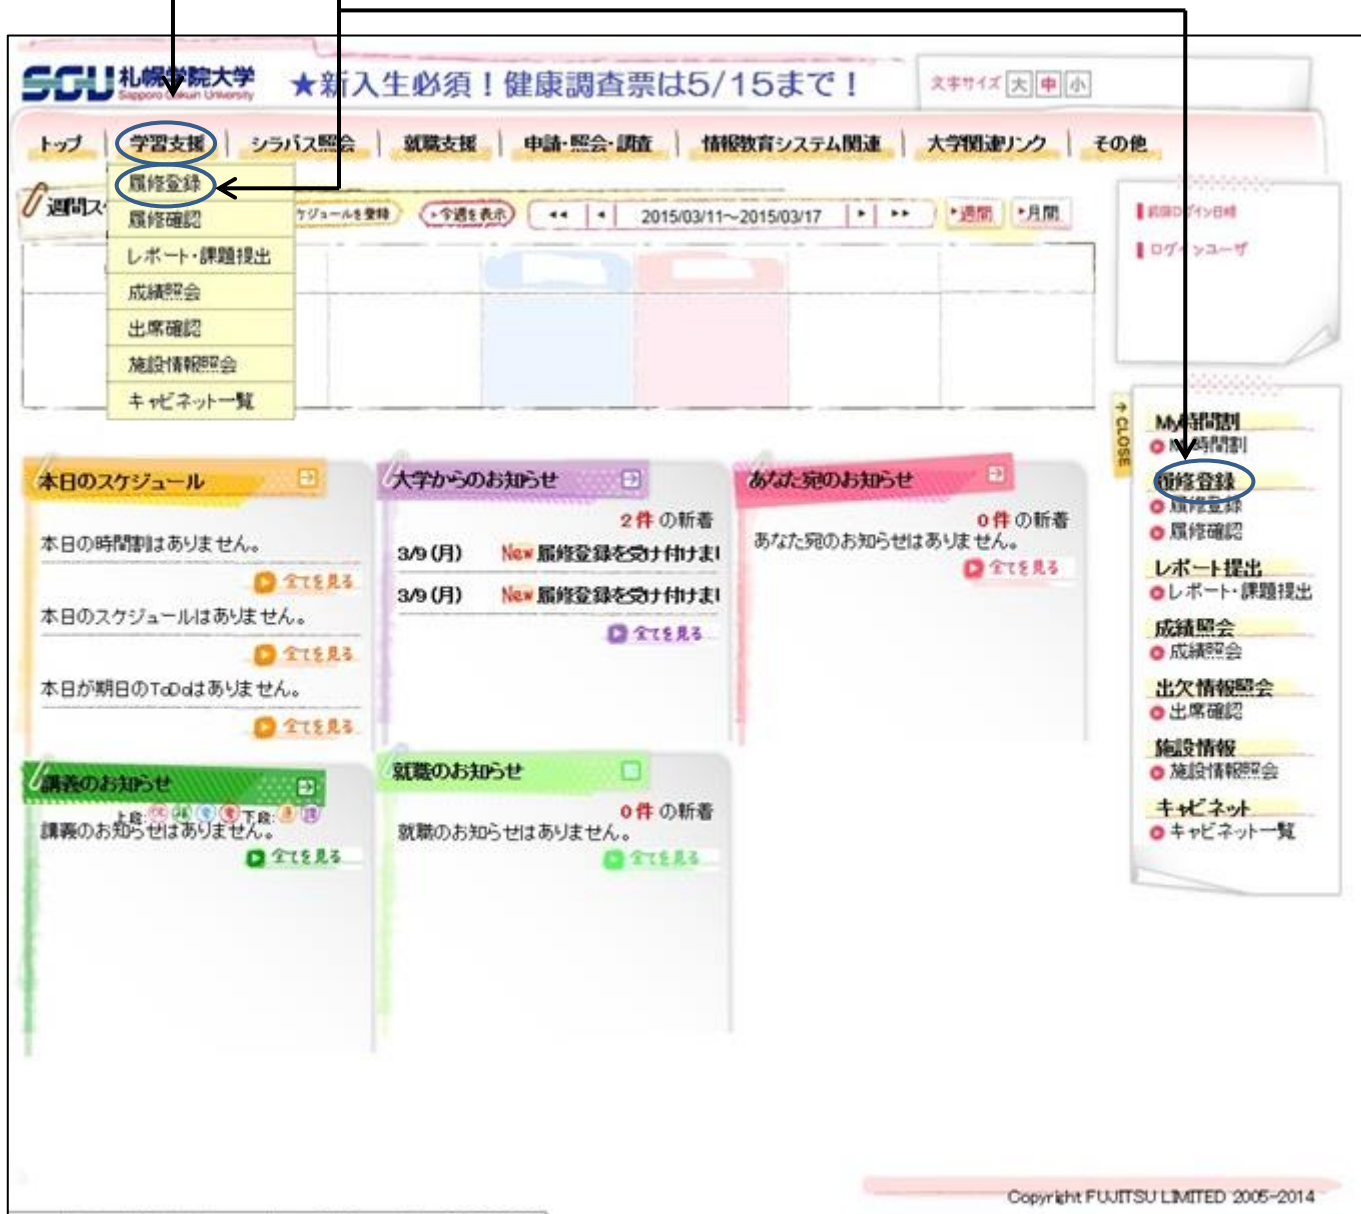 SGU 札幌学院大学
Sapporo Gakuin University
★新入生必須!健康調査票は5/15まで!
文字サイズ 大 中 小
トップ 学習支援 シラバス照会 就職支援 申請・照会・調査 情報教育システム関連 大学関連リンク その他
履修登録
履修確認
レポート・課題提出
成績照会
出席確認
施設情報照会
キャビネット一覧
週間ス
ケジュールを登録 今週を表示 2015/03/11～2015/03/17 週間 月間
前回ログイン日時
ログインユーザ
→CLOSE
My時間割
My時間割
履修登録
履修登録
履修確認
レポート提出
レポート・課題提出
成績照会
成績照会
出欠情報照会
出席確認
施設情報
施設情報照会
キャビネット
キャビネット一覧
本日のスケジュール
本日の時間割はありません。
全てを見る
本日のスケジュールはありません。
全てを見る
本日が期日のToDoはありません。
全てを見る
大学からのお知らせ
2件 の新着
3/9(月) New 履修登録を受け付けまし
3/9(月) New 履修登録を受け付けまし
全てを見る
あなた宛のお知らせ
0件 の新着
あなた宛のお知らせはありません。
全てを見る
講義のお知らせ
上段: 下段:
講義のお知らせはありません。
全てを見る
就職のお知らせ
0件 の新着
就職のお知らせはありません。
全てを見る
Copyright FUJITSU LIMITED 2005-2014